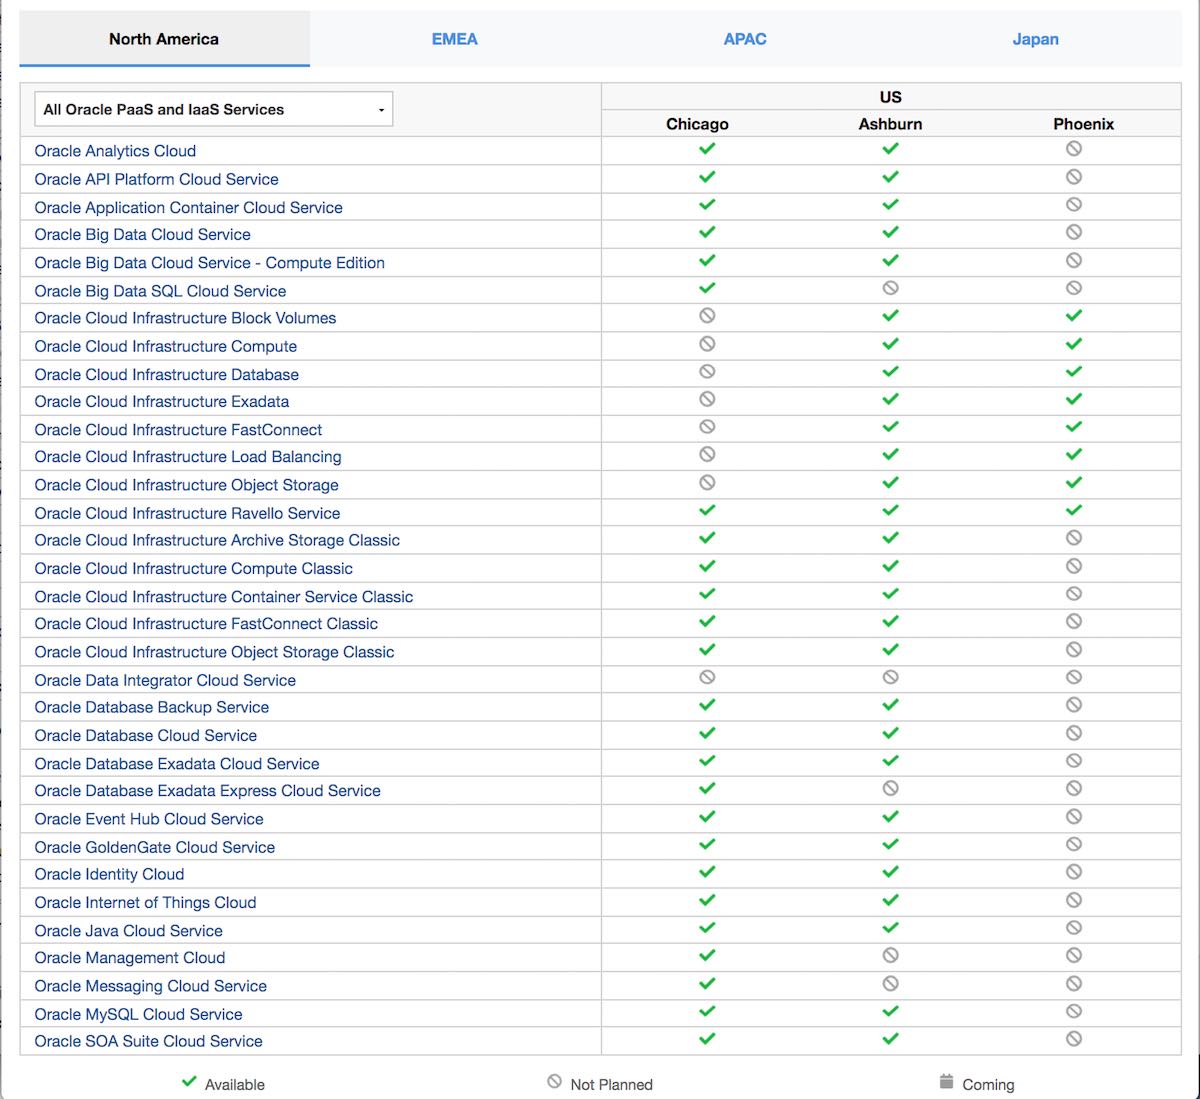 North America EMEA APAC Japan
All Oracle PaaS and IaaS Services
US
Chicago Ashburn Phoenix
Oracle Analytics Cloud
Oracle API Platform Cloud Service
Oracle Application Container Cloud Service
Oracle Big Data Cloud Service
Oracle Big Data Cloud Service - Compute Edition
Oracle Big Data SQL Cloud Service
Oracle Cloud Infrastructure Block Volumes
Oracle Cloud Infrastructure Compute
Oracle Cloud Infrastructure Database
Oracle Cloud Infrastructure Exadata
Oracle Cloud Infrastructure FastConnect
Oracle Cloud Infrastructure Load Balancing
Oracle Cloud Infrastructure Object Storage
Oracle Cloud Infrastructure Ravello Service
Oracle Cloud Infrastructure Archive Storage Classic
Oracle Cloud Infrastructure Compute Classic
Oracle Cloud Infrastructure Container Service Classic
Oracle Cloud Infrastructure FastConnect Classic
Oracle Cloud Infrastructure Object Storage Classic
Oracle Data Integrator Cloud Service
Oracle Database Backup Service
Oracle Database Cloud Service
Oracle Database Exadata Cloud Service
Oracle Database Exadata Express Cloud Service
Oracle Event Hub Cloud Service
Oracle GoldenGate Cloud Service
Oracle Identity Cloud
Oracle Internet of Things Cloud
Oracle Java Cloud Service
Oracle Management Cloud
Oracle Messaging Cloud Service
Oracle MySQL Cloud Service
Oracle SOA Suite Cloud Service
Available Not Planned Coming